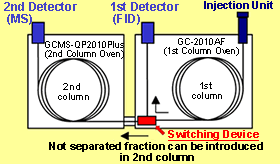 2nd Detector
(MS)
1st Detector
(FID)
Injection Unit
GCMS-QP2010Plus
(2nd Column Oven)
GC-2010AF
(1st Column Oven)
2nd
column
1st
column
Switching Device
Not separated fraction can be introduced
in 2nd column